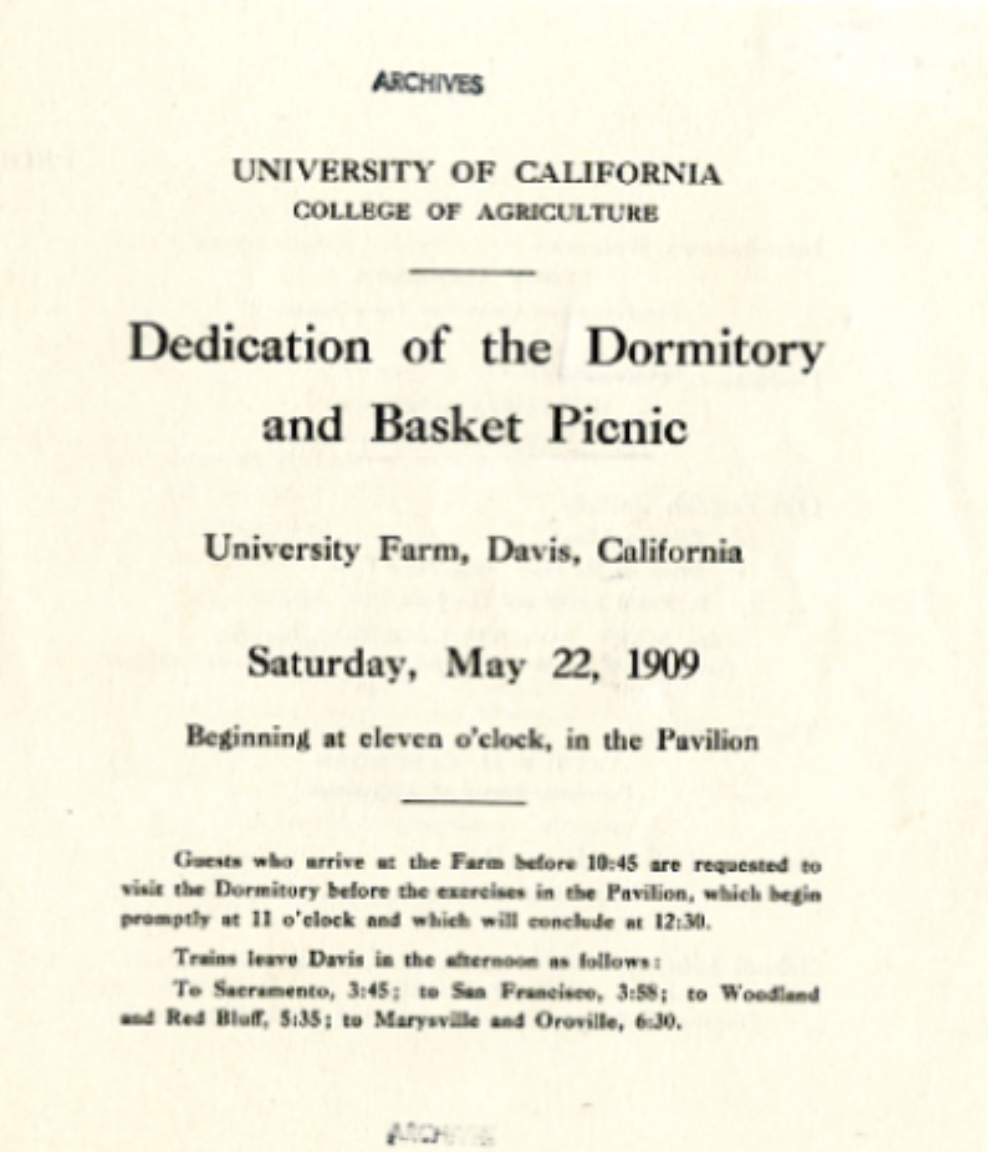 ARCHIVES
UNIVERSITY OF CALIFORNIA
COLLEGE OF AGRICULTURE
Dedication of the Dormitory
and Basket Picnic
University Farm, Davis, California
Saturday, May 22, 1909
Beginning at eleven o'clock, in the Pavilion
Guests who arrive at the Farm before 10:45 are requested to
visit the Dormitory before the exercises in the Pavilion, which begin
promptly at 11 o'clock and which will conclude at 12:30.
Trains leave Davis in the afternoon as follows:
To Sacramento, 3:45; to San Francisco, 3:58; to Woodland
and Red Bluff, 5:35; to Marysville and Oroville, 6:30.
ARCHIVES